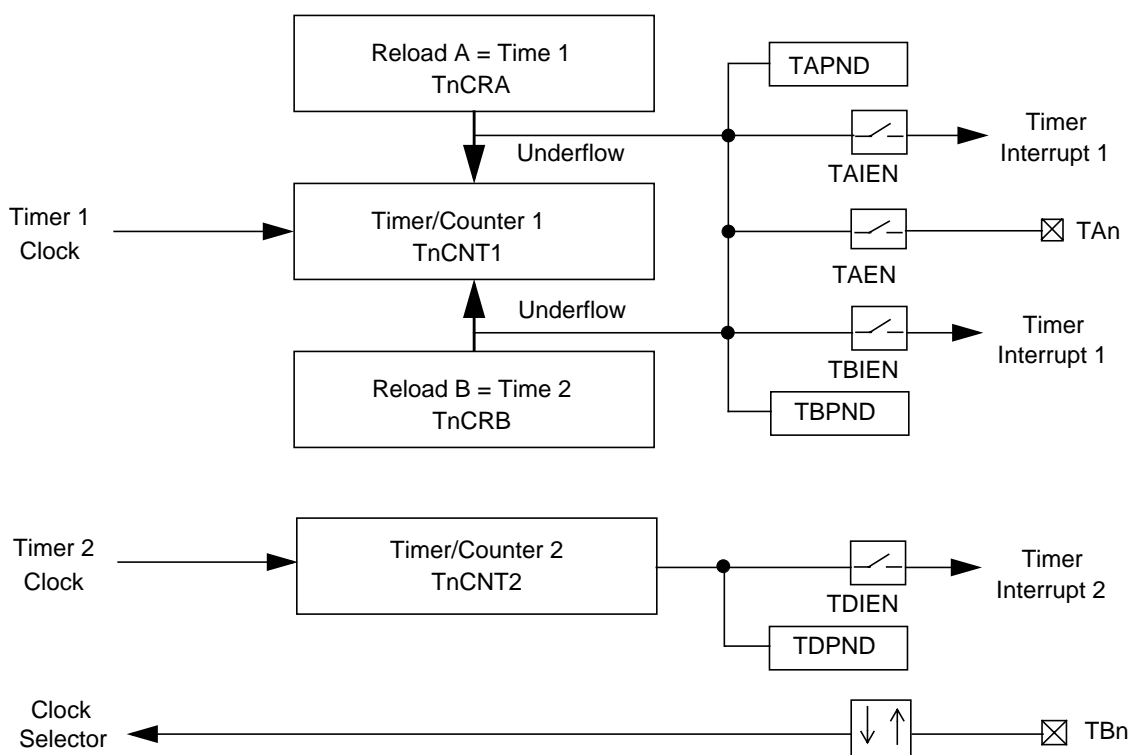 Reload A = Time 1
TnCRA
TAPND
Underflow
Timer
Interrupt 1
TAIEN
Timer 1
Clock
Timer/Counter 1
TnCNT1
TAn
TAEN
Underflow
Timer
Interrupt 1
TBIEN
Reload B = Time 2
TnCRB
TBPND
Timer 2
Clock
Timer/Counter 2
TnCNT2
Timer
Interrupt 2
TDIEN
TDPND
Clock
Selector
TBn